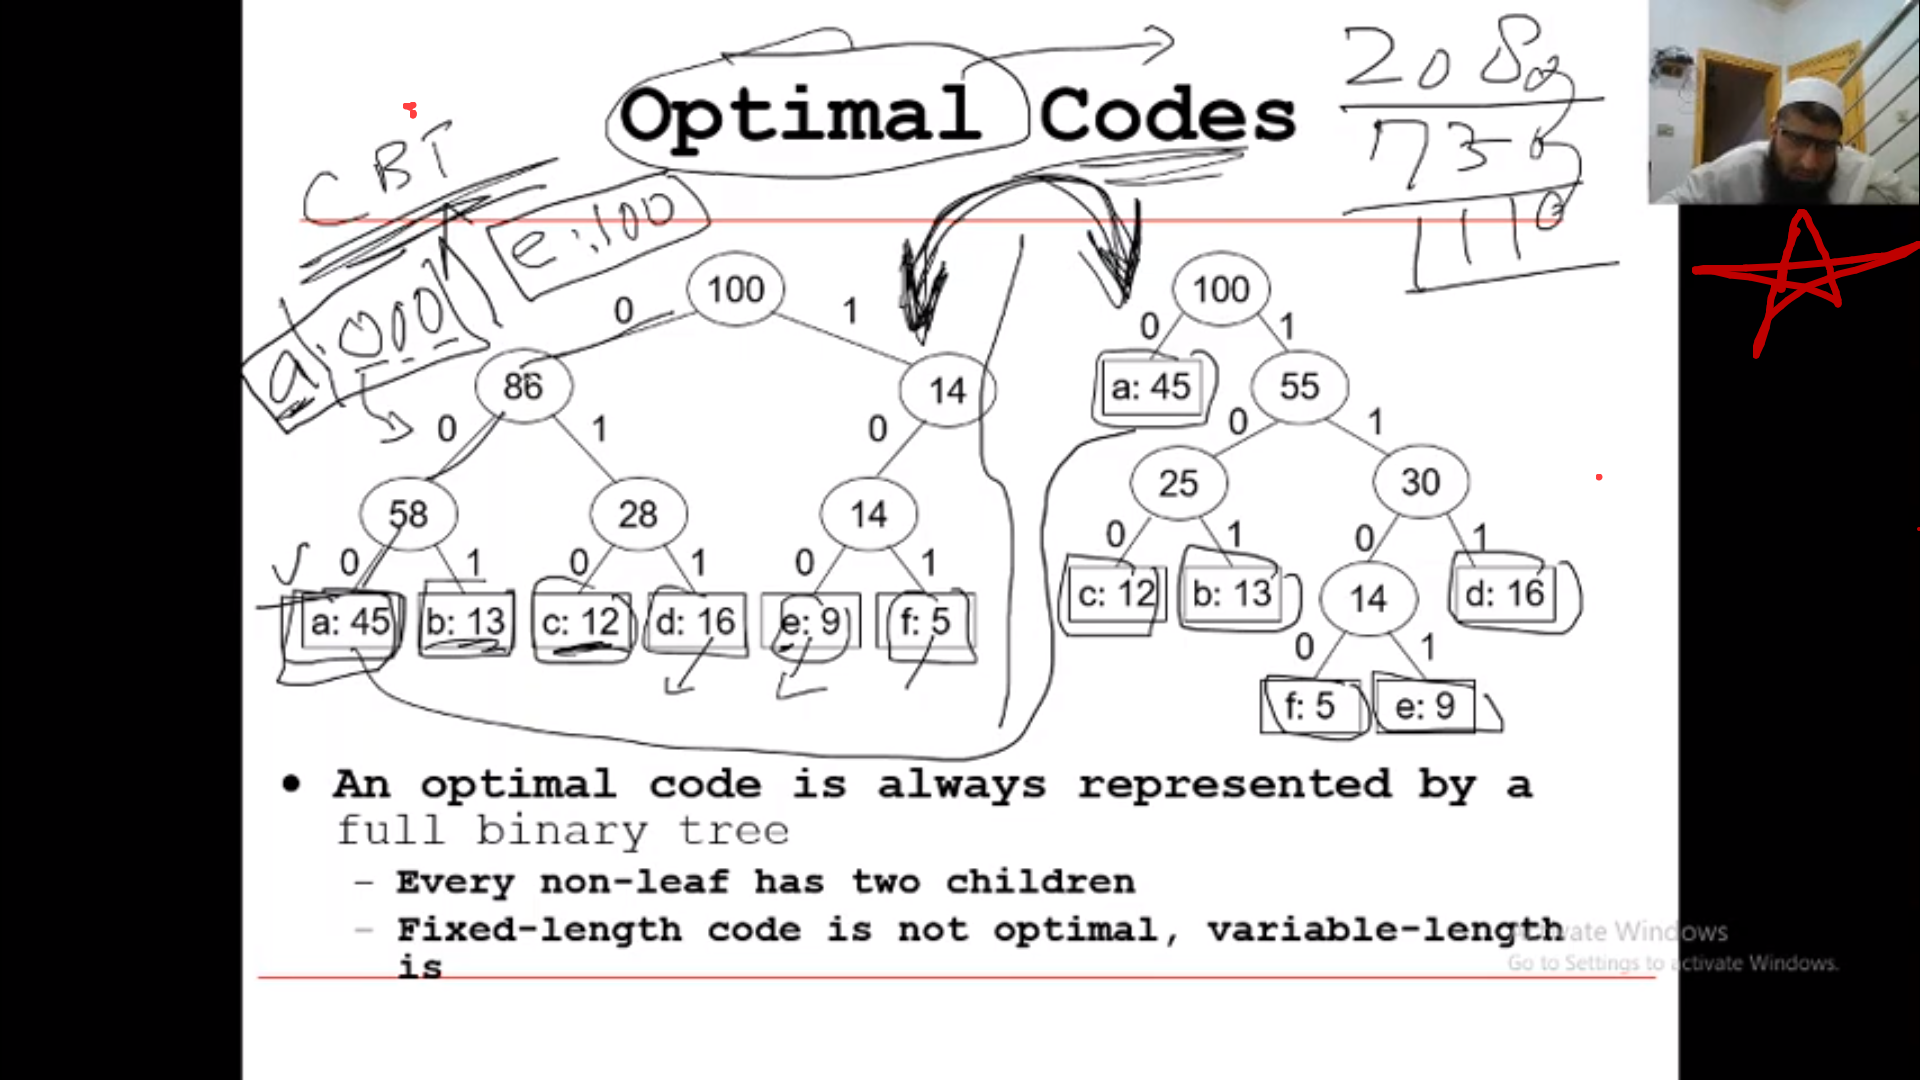 Optimal Codes
208
CBT
730
e: 100
1110
a: 000
100
0
1
100
0
1
86
14
a: 45
55
0
1
0
0
1
25
30
58
28
14
0
1
0
1
0
1
0
1
0
1
0
1
c: 12
b: 13
14
d: 16
a: 45
b: 13
c: 12
d: 16
e: 9
f: 5
0
1
f: 5
e: 9
• An optimal code is always represented by a
full binary tree
– Every non-leaf has two children
– Fixed-length code is not optimal, variable-length
is
Activate Windows
Go to Settings to activate Windows.